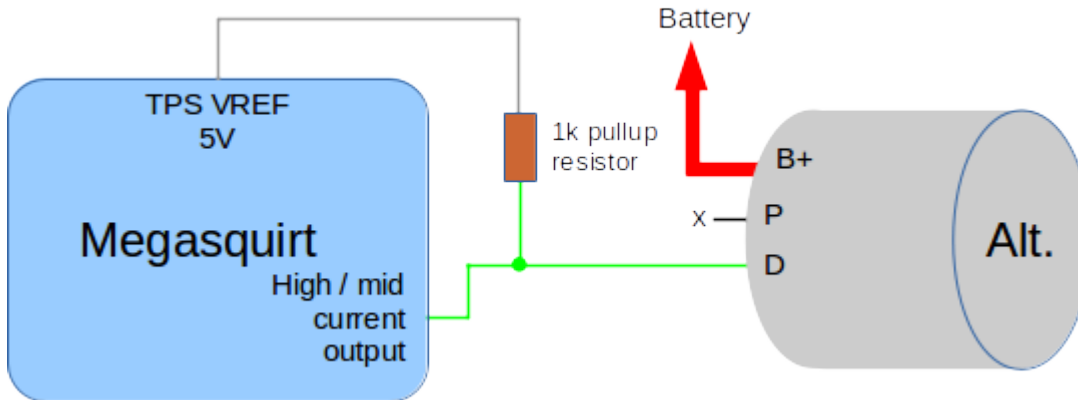 Battery
TPS VREF
5V
1k pullup
resistor
B+
x
P
Megasquirt
Alt.
D
High / mid
current
output